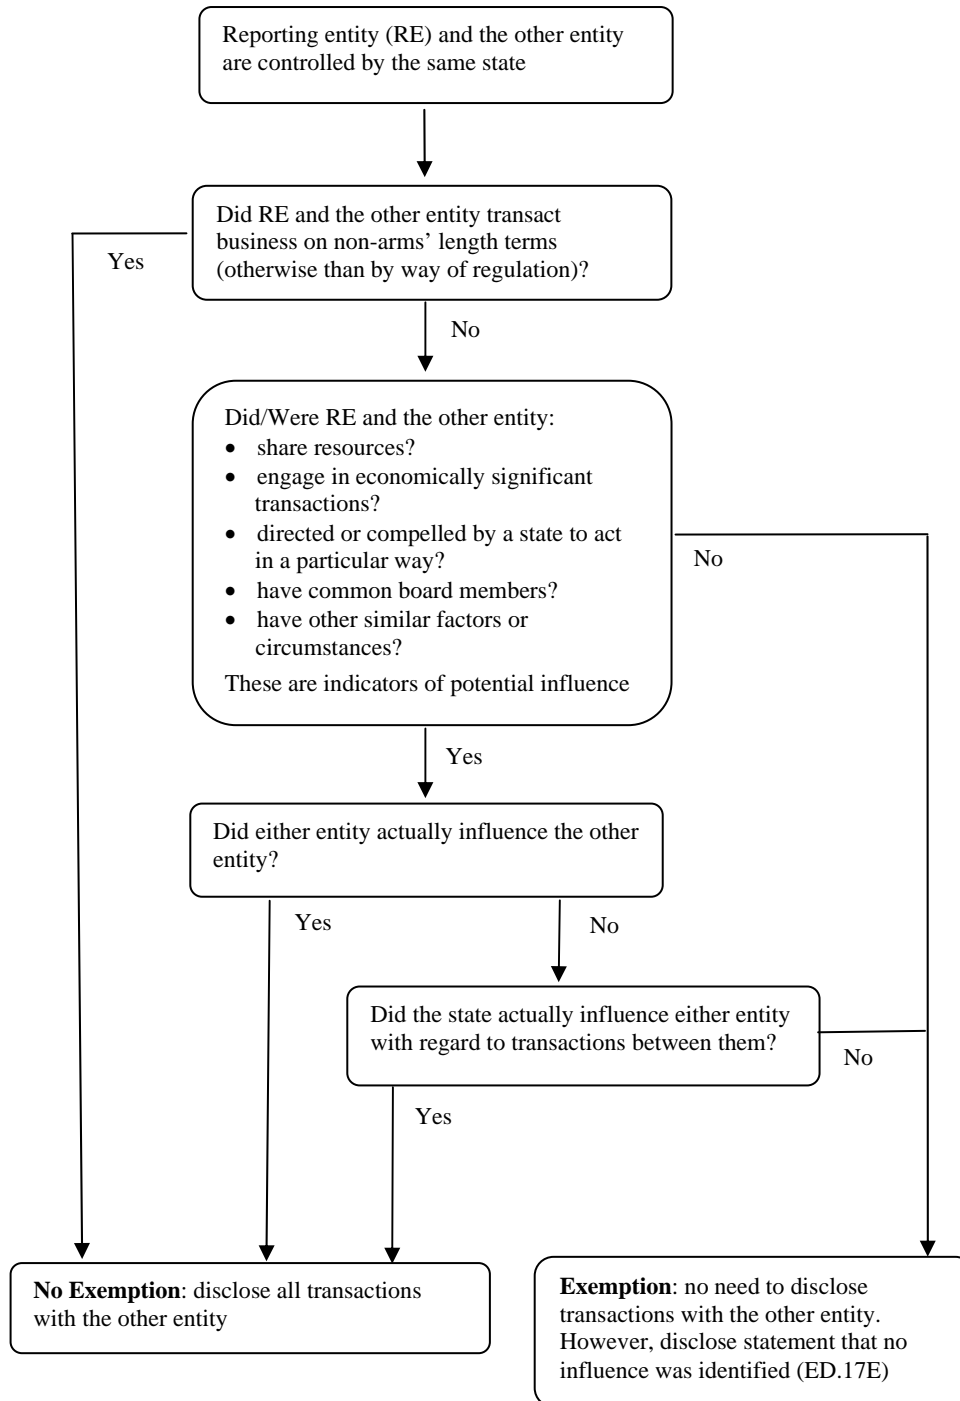 Reporting entity (RE) and the other entity
are controlled by the same state
Did RE and the other entity transact
business on non-arms’ length terms
(otherwise than by way of regulation)?
Yes
No
Did/Were RE and the other entity:
• share resources?
• engage in economically significant
transactions?
• directed or compelled by a state to act
in a particular way?
• have common board members?
• have other similar factors or
circumstances?
These are indicators of potential influence
No
Yes
Did either entity actually influence the other
entity?
Yes
No
Did the state actually influence either entity
with regard to transactions between them?
No
Yes
No Exemption: disclose all transactions
with the other entity
Exemption: no need to disclose
transactions with the other entity.
However, disclose statement that no
influence was identified (ED.17E)